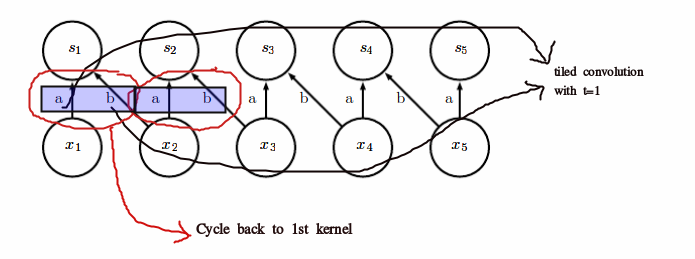 s1 s2 s3 s4 s5
tiled convolution
with t=1
a b a b a b a b a
x1 x2 x3 x4 x5
Cycle back to 1st kernel